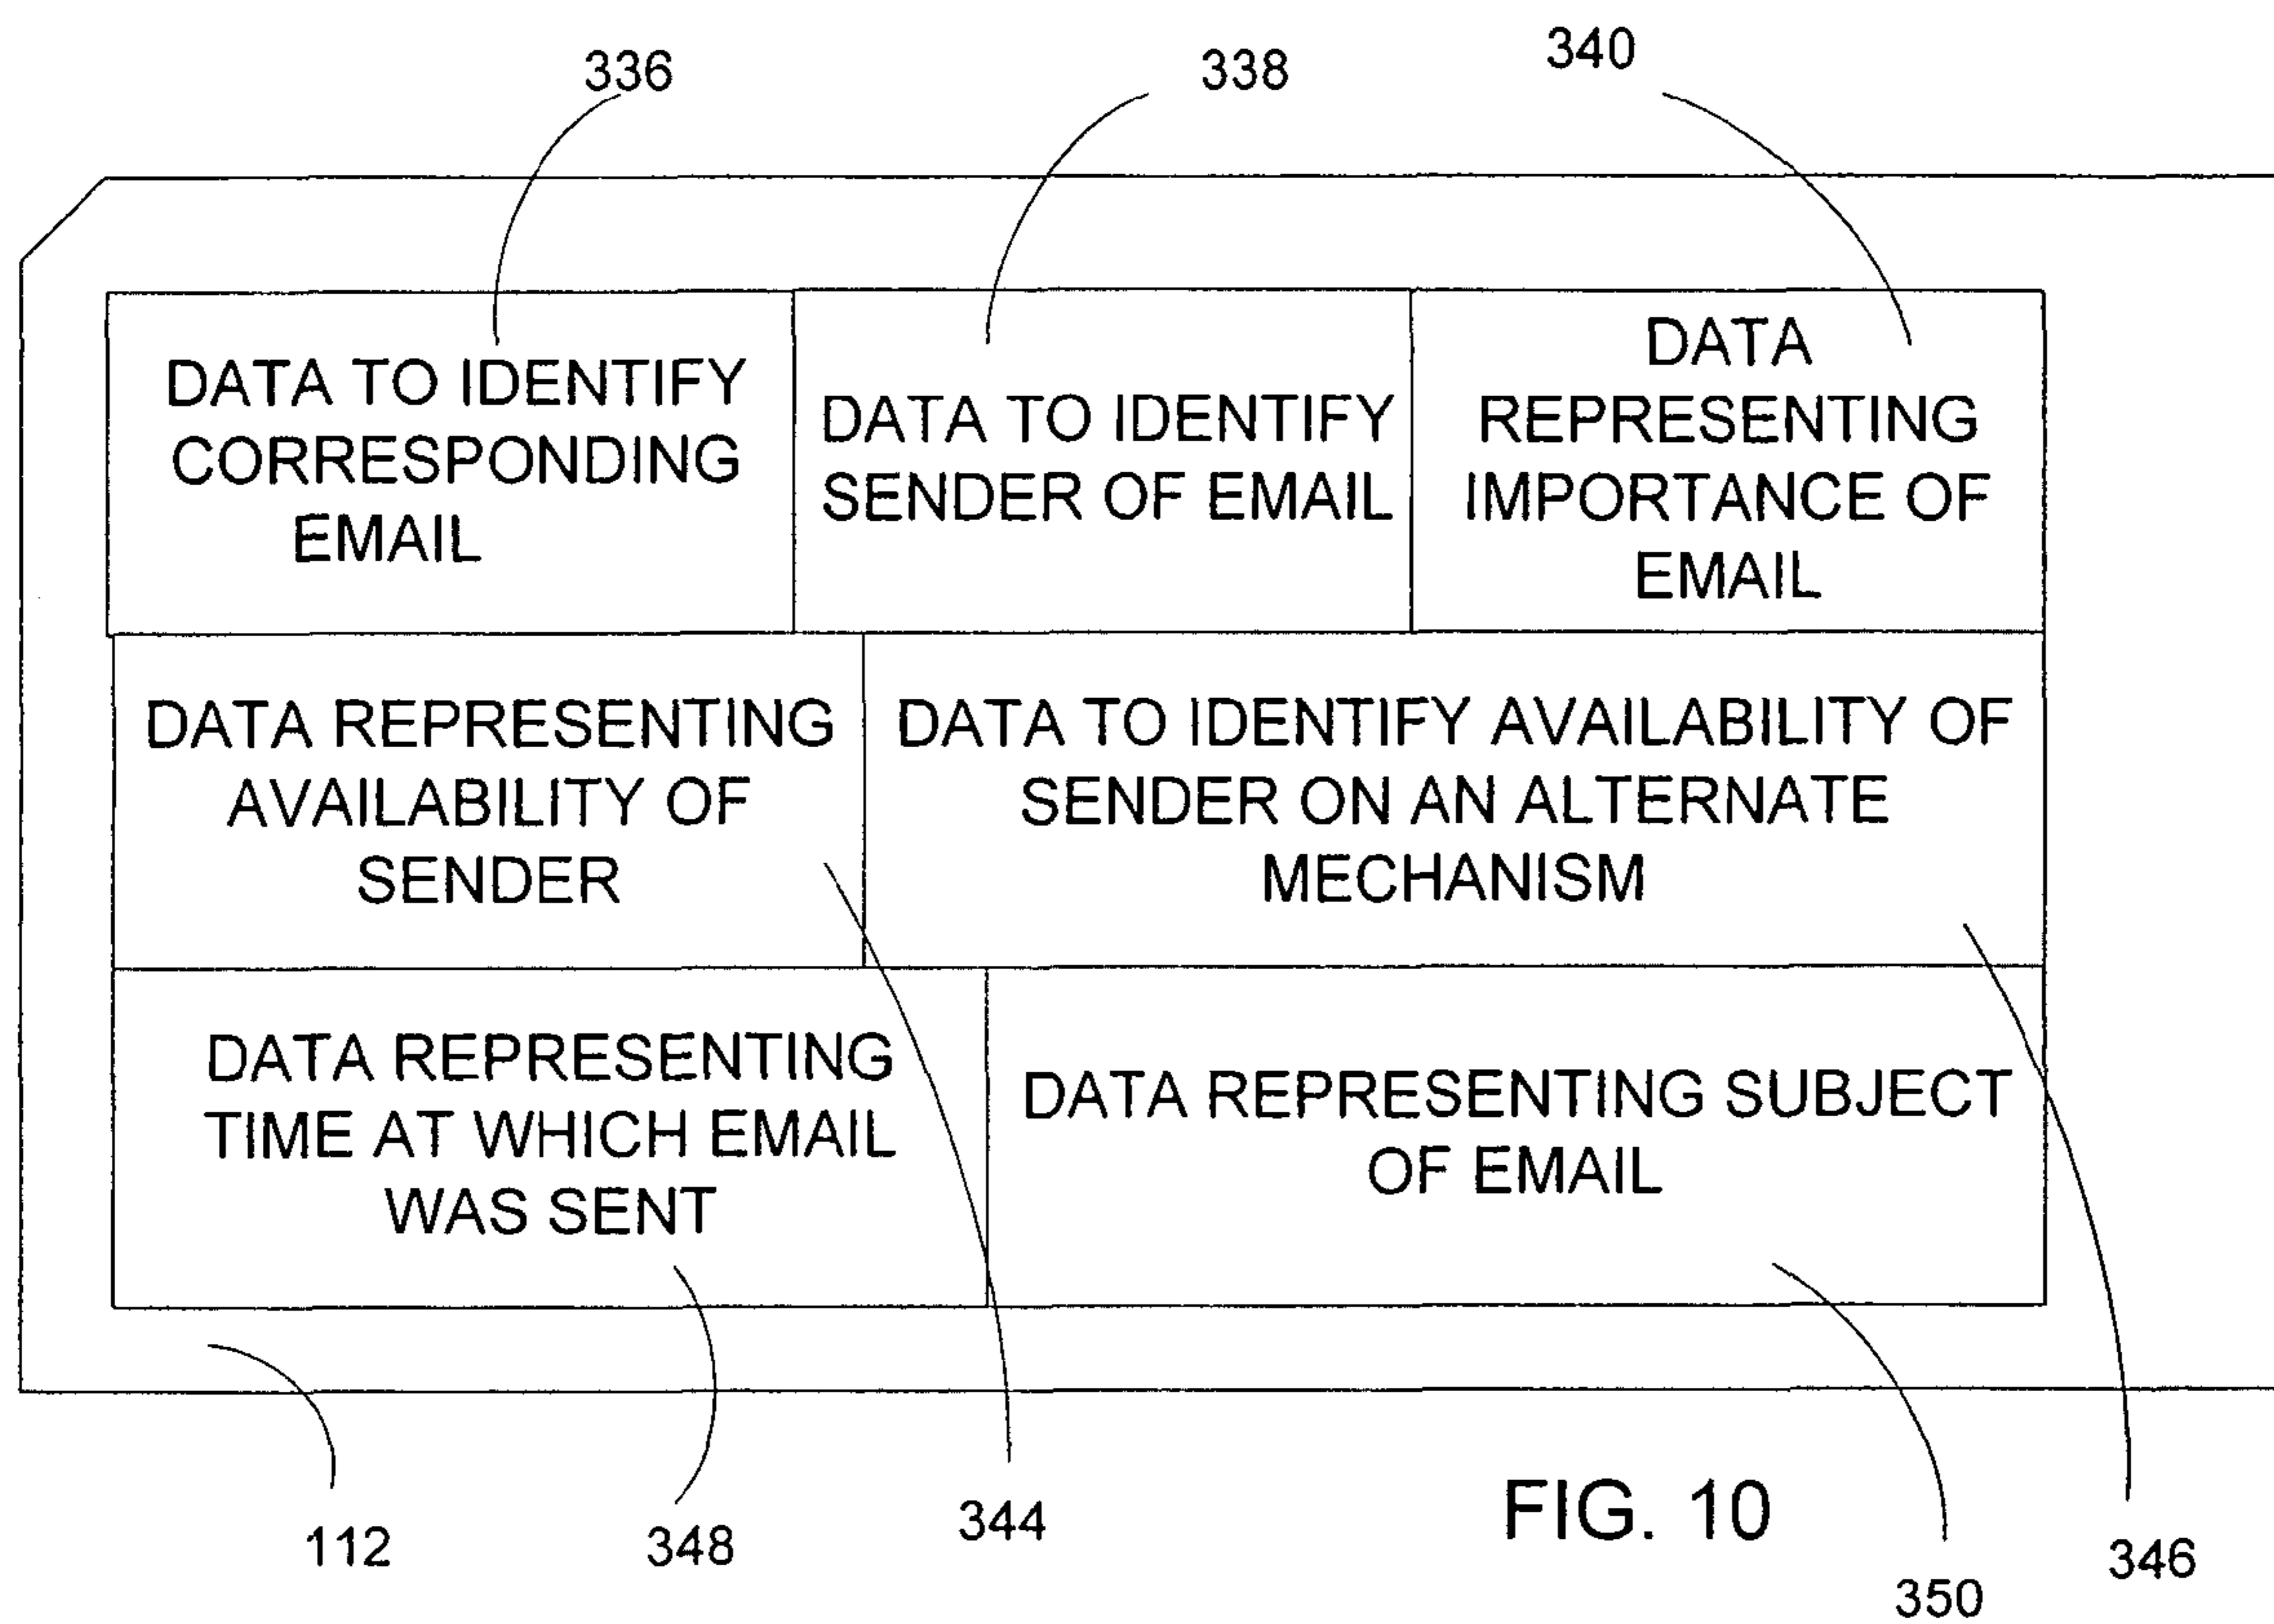 336
338
340
DATA TO IDENTIFY
CORRESPONDING
EMAIL
DATA TO IDENTIFY
SENDER OF EMAIL
DATA
REPRESENTING
IMPORTANCE OF
EMAIL
DATA REPRESENTING
AVAILABILITY OF
SENDER
DATA TO IDENTIFY AVAILABILITY OF
SENDER ON AN ALTERNATE
MECHANISM
DATA REPRESENTING
TIME AT WHICH EMAIL
WAS SENT
DATA REPRESENTING SUBJECT
OF EMAIL
112
348
344
FIG. 10
350
346